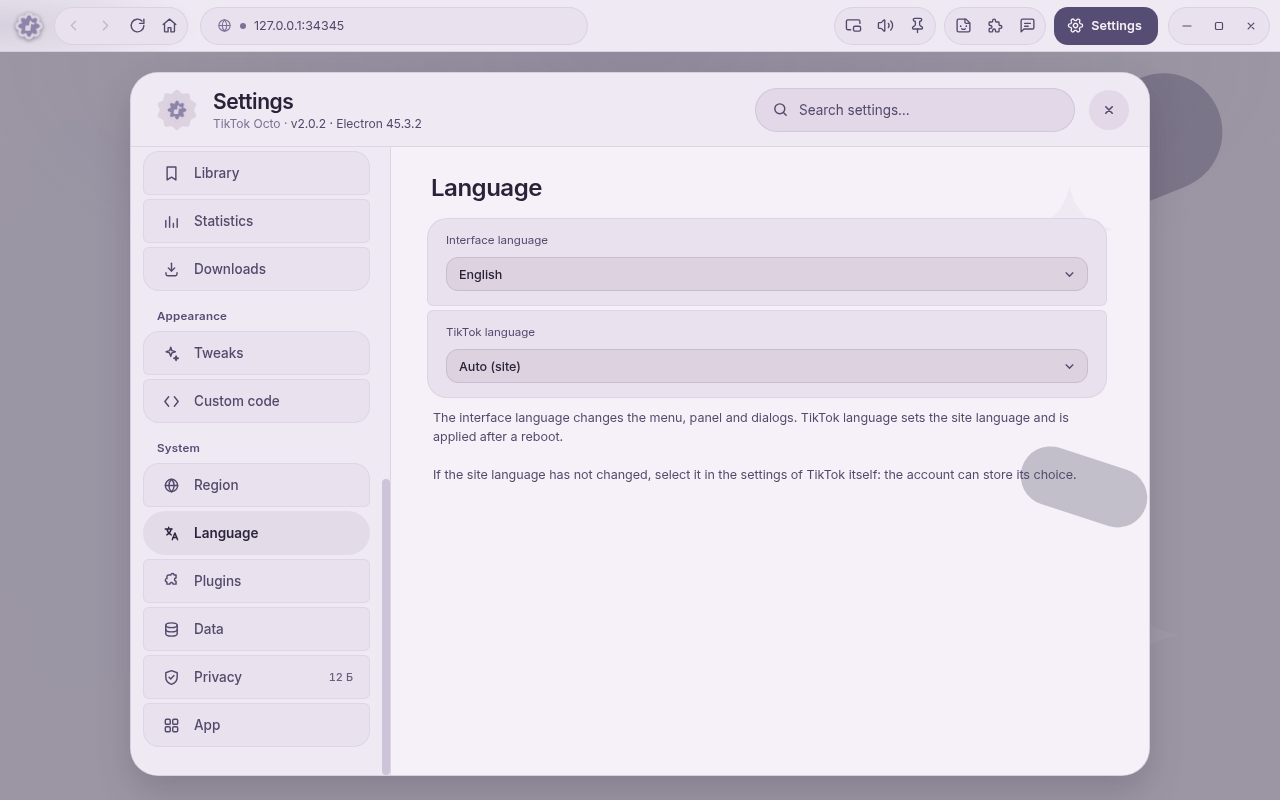 127.0.0.1:34345
Settings
Settings
TikTok Octo · v2.0.2 · Electron 45.3.2
Search settings...
Library
Statistics
Downloads
Appearance
Tweaks
Custom code
System
Region
Language
Plugins
Data
Privacy
12 Б
App
Language
Interface language
English
TikTok language
Auto (site)
The interface language changes the menu, panel and dialogs. TikTok language sets the site language and is
applied after a reboot.
If the site language has not changed, select it in the settings of TikTok itself: the account can store its choice.